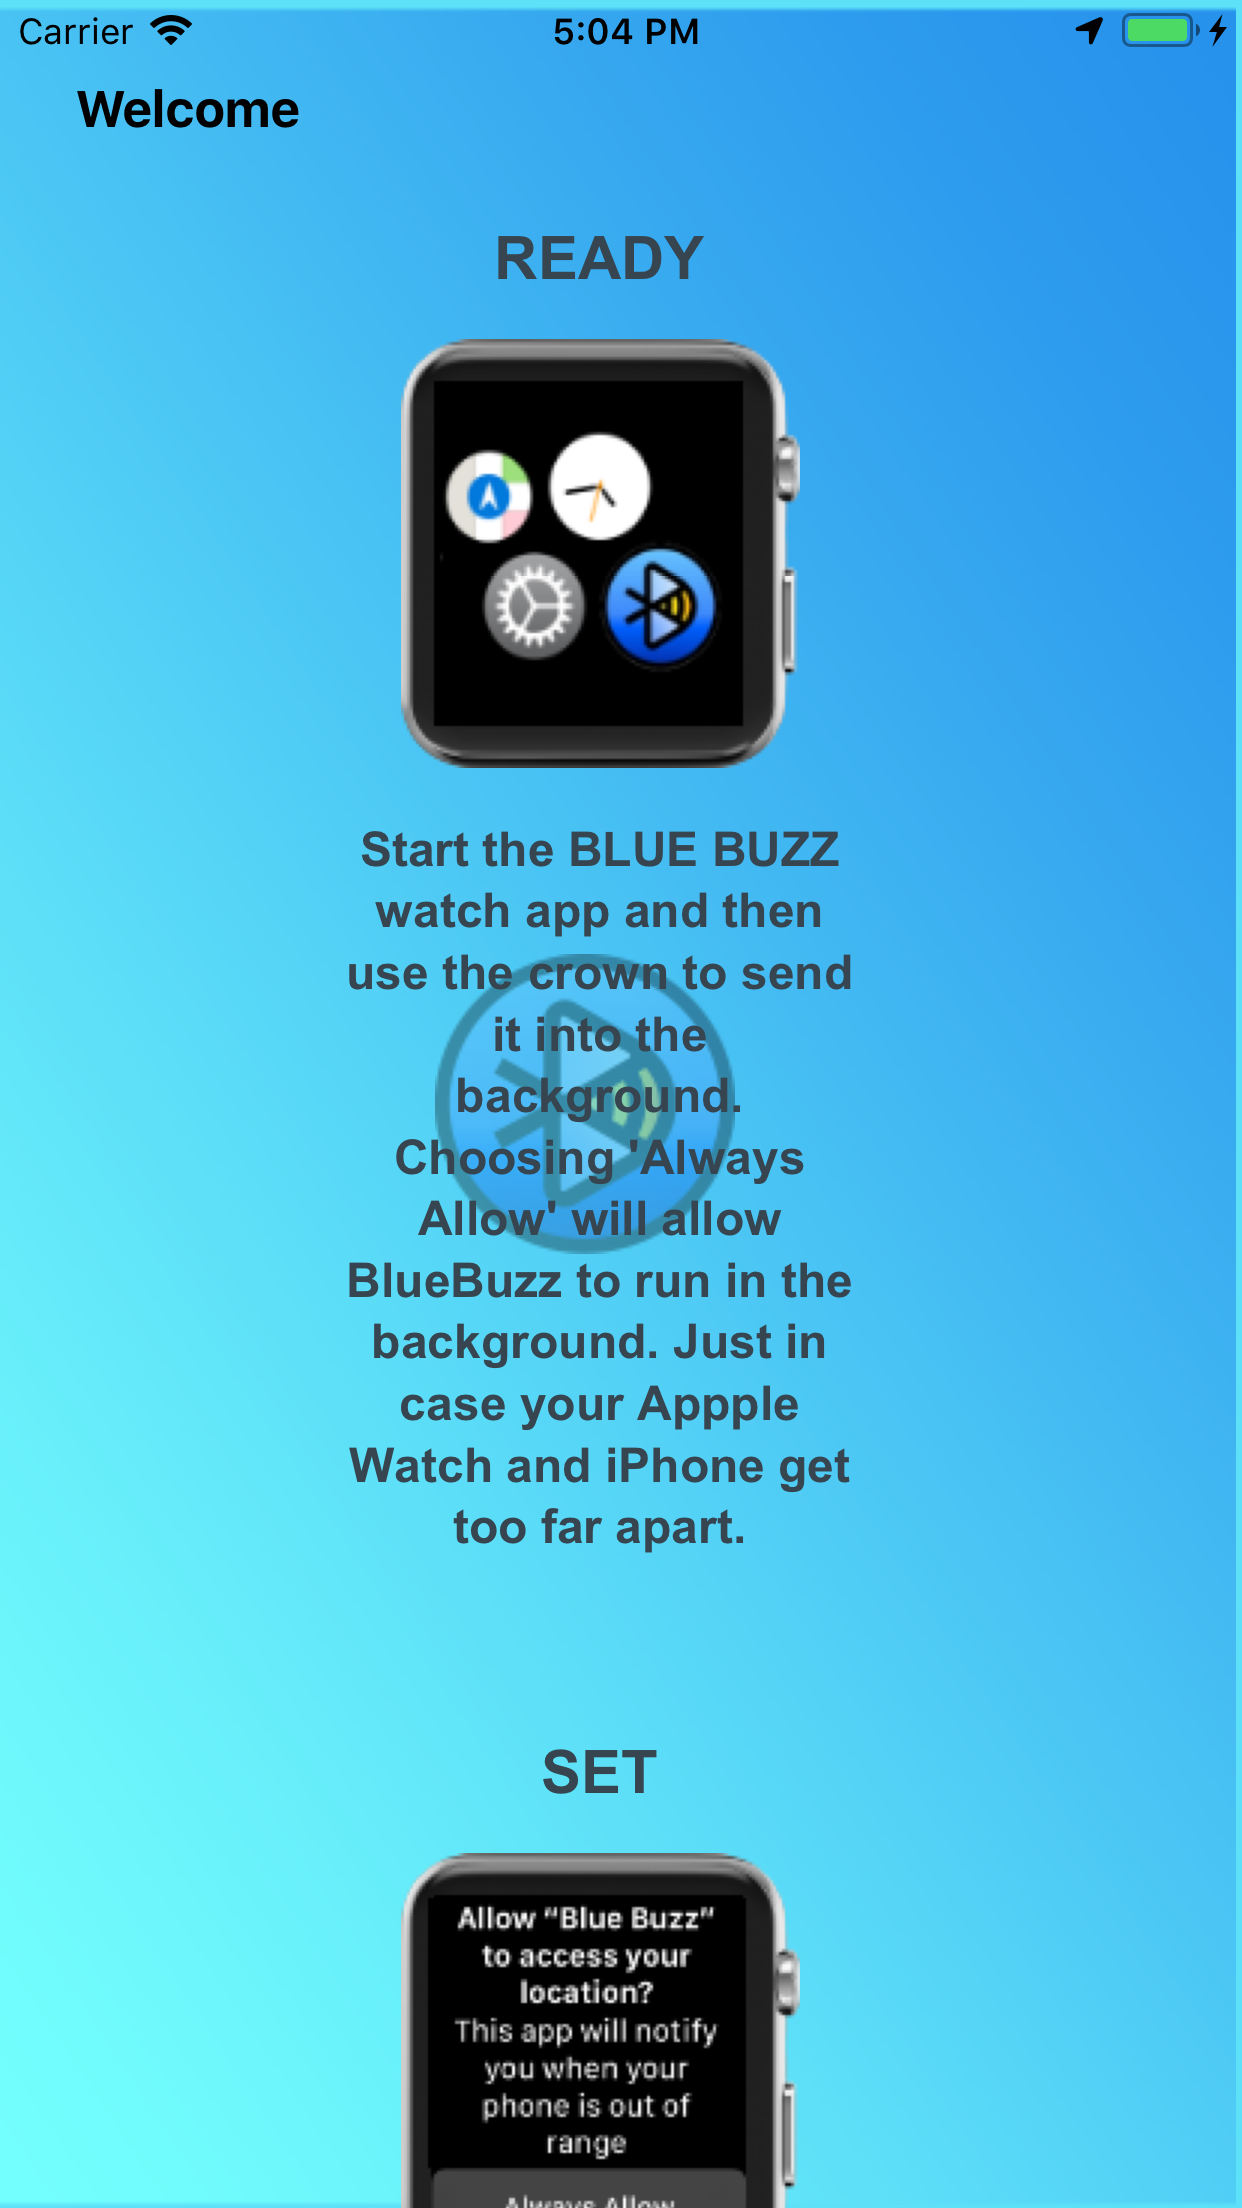 Carrier 5:04 PM
Welcome
READY
Start the BLUE BUZZ
watch app and then
use the crown to send
it into the
background.
Choosing 'Always
Allow' will allow
BlueBuzz to run in the
background. Just in
case your Appple
Watch and iPhone get
too far apart.
SET
Allow “Blue Buzz”
to access your
location?
This app will notify
you when your
phone is out of
range
Always Allow